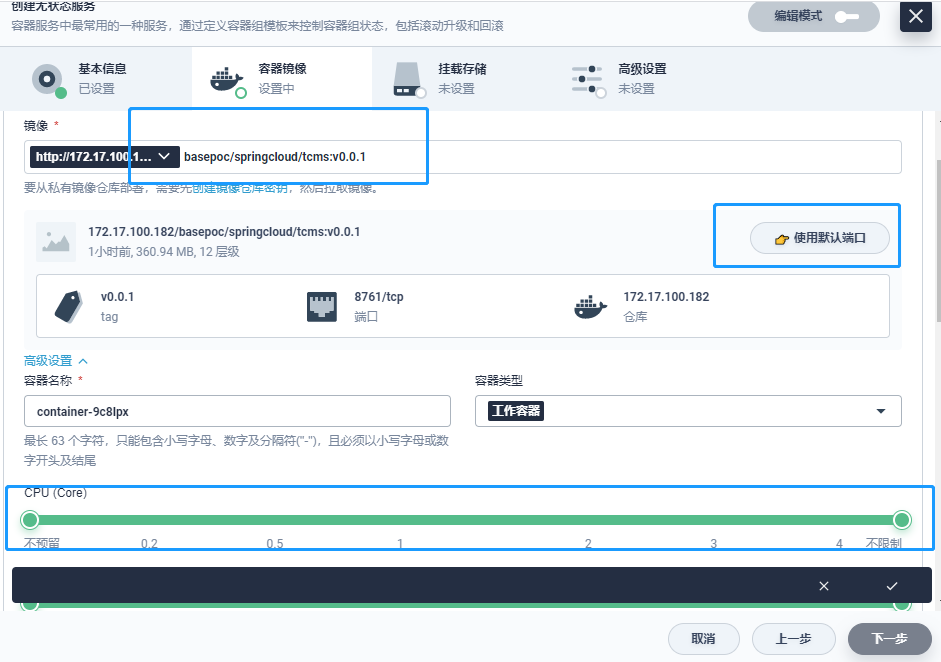 创建无状态服务
容器服务中最常用的一种服务，通过定义容器组模板来控制容器组状态，包括滚动升级和回滚
编辑模式
基本信息
已设置
容器镜像
设置中
挂载存储
未设置
高级设置
未设置
镜像 *
http://172.17.100.1... basepoc/springcloud/tcms:v0.0.1
要从私有镜像仓库部署，需要先创建镜像仓库密钥，然后拉取镜像。
172.17.100.182/basepoc/springcloud/tcms:v0.0.1
1小时前, 360.94 MB, 12 层级
👉 使用默认端口
v0.0.1
tag
8761/tcp
端口
172.17.100.182
仓库
高级设置
容器名称 *
container-9c8lpx
最长 63 个字符，只能包含小写字母、数字及分隔符("-")，且必须以小写字母或数
字开头及结尾
容器类型
工作容器
CPU (Core)
不预留 0.2 0.5 1 2 3 4 不限制
取消 上一步 下一步